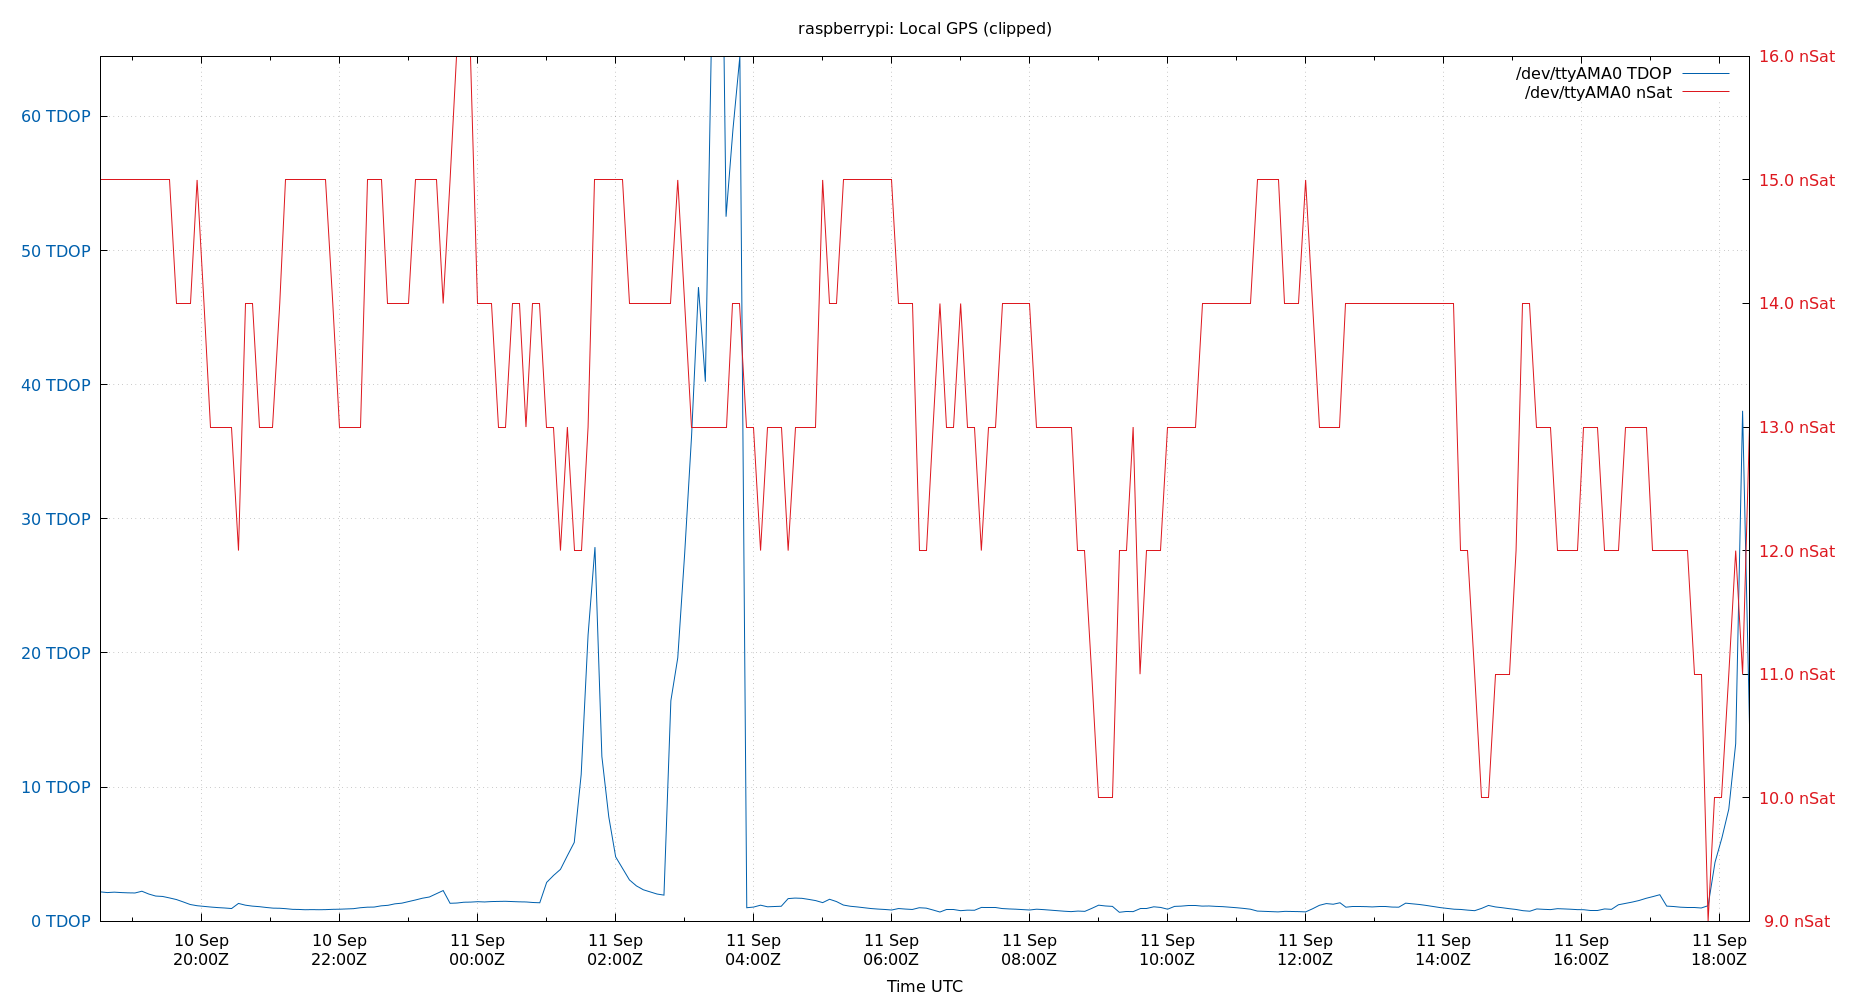 raspberrypi: Local GPS (clipped)
/dev/ttyAMA0 TDOP
/dev/ttyAMA0 nSat
60 TDOP
50 TDOP
40 TDOP
30 TDOP
20 TDOP
10 TDOP
0 TDOP
16.0 nSat
15.0 nSat
14.0 nSat
13.0 nSat
12.0 nSat
11.0 nSat
10.0 nSat
9.0 nSat
10 Sep 10 Sep 11 Sep 11 Sep 11 Sep 11 Sep 11 Sep 11 Sep 11 Sep 11 Sep 11 Sep 11 Sep
20:00Z 22:00Z 00:00Z 02:00Z 04:00Z 06:00Z 08:00Z 10:00Z 12:00Z 14:00Z 16:00Z 18:00Z
Time UTC